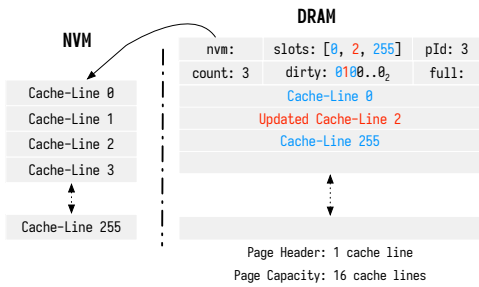 DRAM
NVM
nvm: slots: [0, 2, 255] pId: 3
count: 3 dirty: 0100..0₂ full:
Cache-Line 0
Cache-Line 1
Cache-Line 2
Cache-Line 3
Cache-Line 255
Cache-Line 0
Updated Cache-Line 2
Cache-Line 255
Page Header: 1 cache line
Page Capacity: 16 cache lines